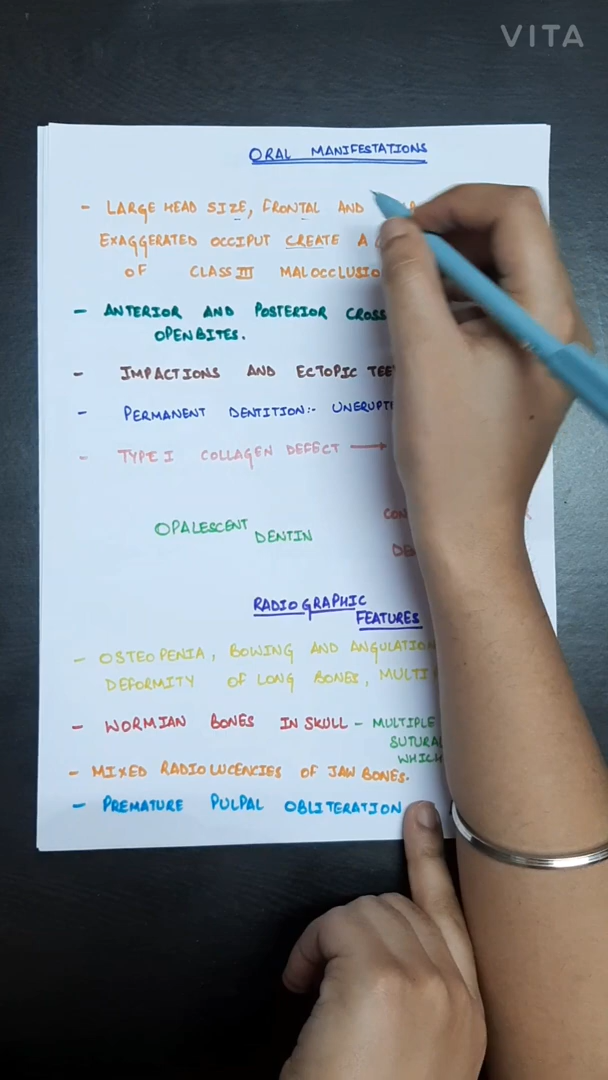 VITA
ORAL MANIFESTATIONS
- LARGE HEAD SIZE, FRONTAL AND
EXAGGERATED OCCIPUT CREATE A
OF CLASS III MALOCCLUSIO
- ANTERIOR AND POSTERIOR CROSS
OPENBITES.
- IMPACTIONS AND ECTOPIC TEE
- PERMANENT DENTITION:- UNERUPTE
- TYPE I COLLAGEN DEFECT →
OPALESCENT DENTIN
CON
DE
RADIOGRAPHIC
FEATURES
- OSTEOPENIA, BOWING AND ANGULATIO
DEFORMITY OF LONG BONES, MULTI
- WORMIAN BONES IN SKULL - MULTIPLE
SUTURA
WHICH
- MIXED RADIOLUCENCIES OF JAW BONES.
- PREMATURE PULPAL OBLITERATION